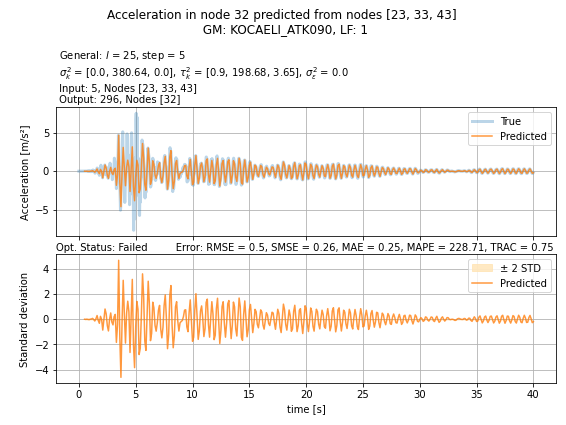 Acceleration in node 32 predicted from nodes [23, 33, 43]
GM: KOCAELI_ATK090, LF: 1
General: l = 25, step = 5
σ²ₖ = [0.0, 380.64, 0.0], τ²ₖ = [0.9, 198.68, 3.65], σ²ε = 0.0
Input: 5, Nodes [23, 33, 43]
Output: 296, Nodes [32]
Acceleration [m/s²]
5
0
−5
True
Predicted
Opt. Status: Failed Error: RMSE = 0.5, SMSE = 0.26, MAE = 0.25, MAPE = 228.71, TRAC = 0.75
Standard deviation
4
2
0
−2
−4
± 2 STD
Predicted
0 5 10 15 20 25 30 35 40
time [s]